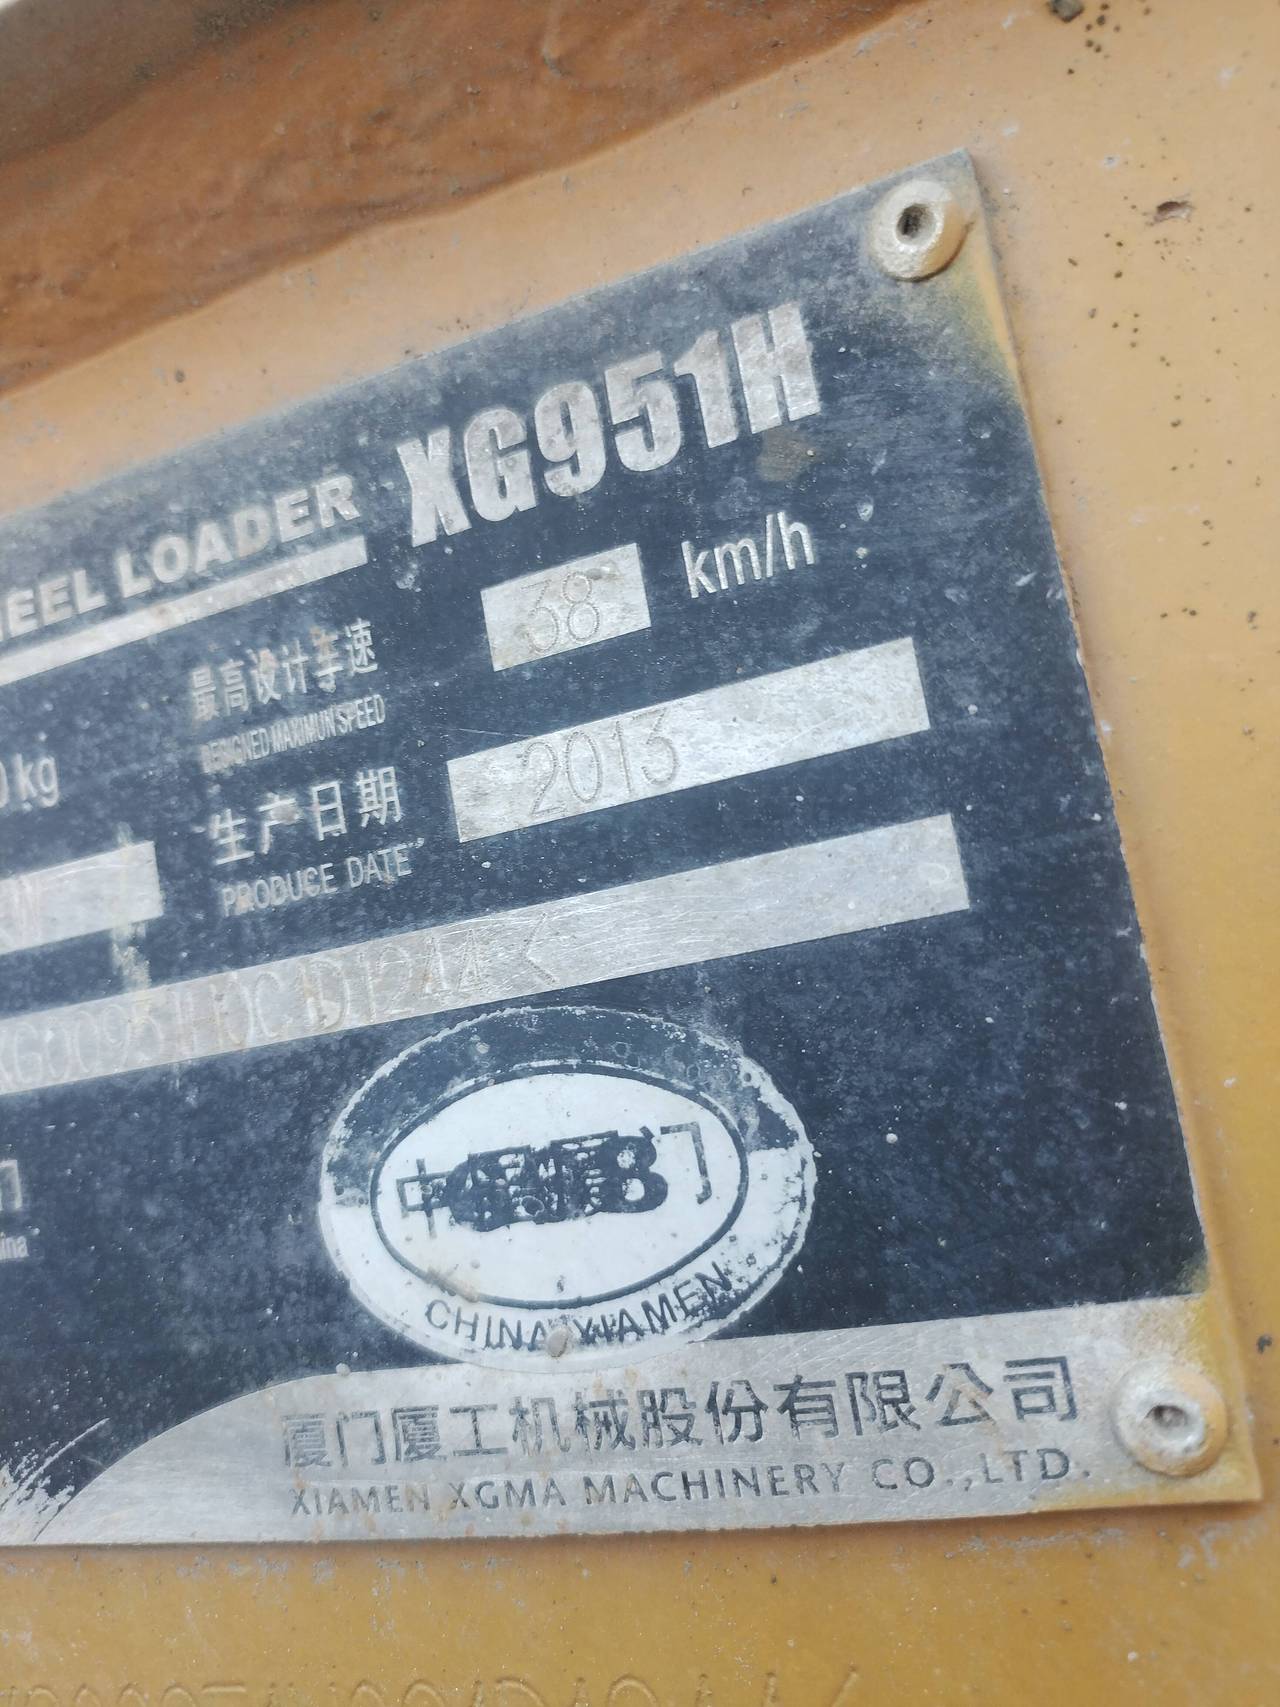 WHEEL LOADER XG951H
最高设计车速 38 km/h
DESIGNED MAXIMUN SPEED
0 kg
生产日期 2013
PRODUCE DATE
CHINA XIAMEN
厦门厦工机械股份有限公司
XIAMEN XGMA MACHINERY CO.,LTD.